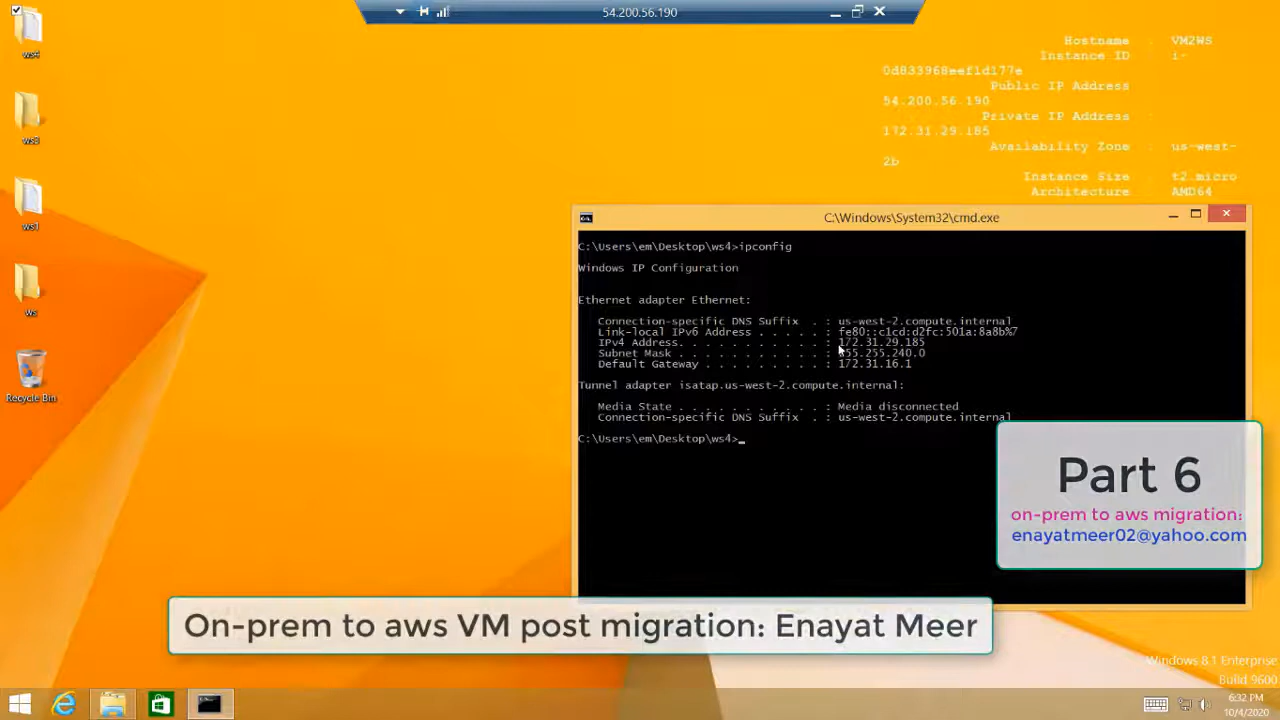 54.200.56.190
Hostname : VM2WS
Instance ID : i-
0d833968eef1d177e
Public IP Address :
54.200.56.190
Private IP Address :
172.31.29.185
Availability Zone : us-west-
2b
Instance Size : t2.micro
Architecture : AMD64
ws4
ws3
ws1
ws
Recycle Bin
C:\Windows\System32\cmd.exe
C:\Users\em\Desktop\ws4>ipconfig
Windows IP Configuration
Ethernet adapter Ethernet:
Connection-specific DNS Suffix . : us-west-2.compute.internal
Link-local IPv6 Address . . . . . : fe80::c1cd:d2fc:501a:8a8b%7
IPv4 Address. . . . . . . . . . . : 172.31.29.185
Subnet Mask . . . . . . . . . . . : 255.255.240.0
Default Gateway . . . . . . . . . : 172.31.16.1
Tunnel adapter isatap.us-west-2.compute.internal:
Media State . . . . . . . . . . . : Media disconnected
Connection-specific DNS Suffix . : us-west-2.compute.internal
C:\Users\em\Desktop\ws4>_
Part 6
on-prem to aws migration:
enayatmeer02@yahoo.com
On-prem to aws VM post migration: Enayat Meer
Windows 8.1 Enterprise
Build 9600
6:32 PM
10/4/2020